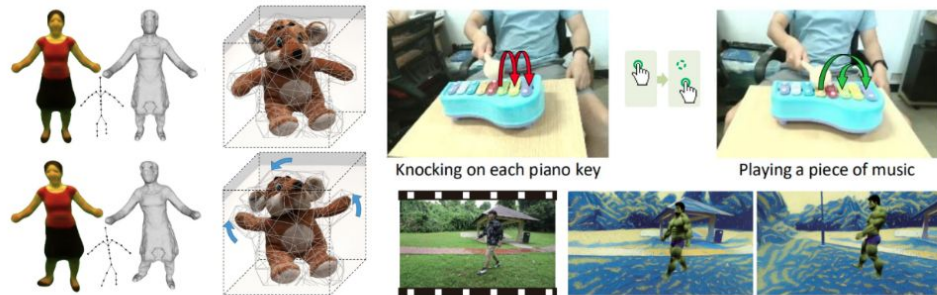 Knocking on each piano key
Playing a piece of music